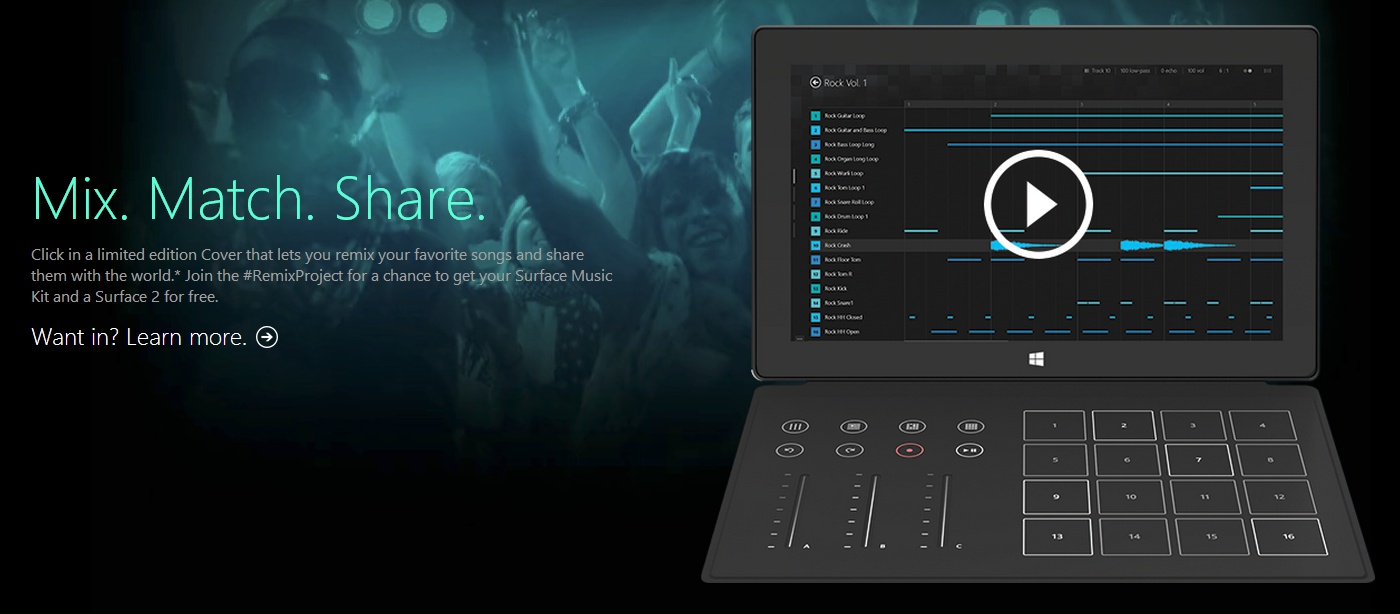 Mix. Match. Share.
Click in a limited edition Cover that lets you remix your favorite songs and share
them with the world.* Join the #RemixProject for a chance to get your Surface Music
Kit and a Surface 2 for free.
Want in? Learn more.
Rock Vol. 1
Track 10 100 low-pass 0 echo 100 vol 6 : 1
1 2 3 4 5
1 Rock Guitar Loop
2 Rock Guitar and Bass Loop
3 Rock Bass Loop Long
4 Rock Organ Long Loop
5 Rock Wurli Loop
6 Rock Tom Loop 1
7 Rock Snare Roll Loop
8 Rock Drum Loop 1
9 Rock Ride
10 Rock Crash
11 Rock Floor Tom
12 Rock Tom R
13 Rock Kick
14 Rock Snare1
15 Rock HH Closed
16 Rock HH Open
1 2 3 4
5 6 7 8
9 10 11 12
13 14 15 16
A B C